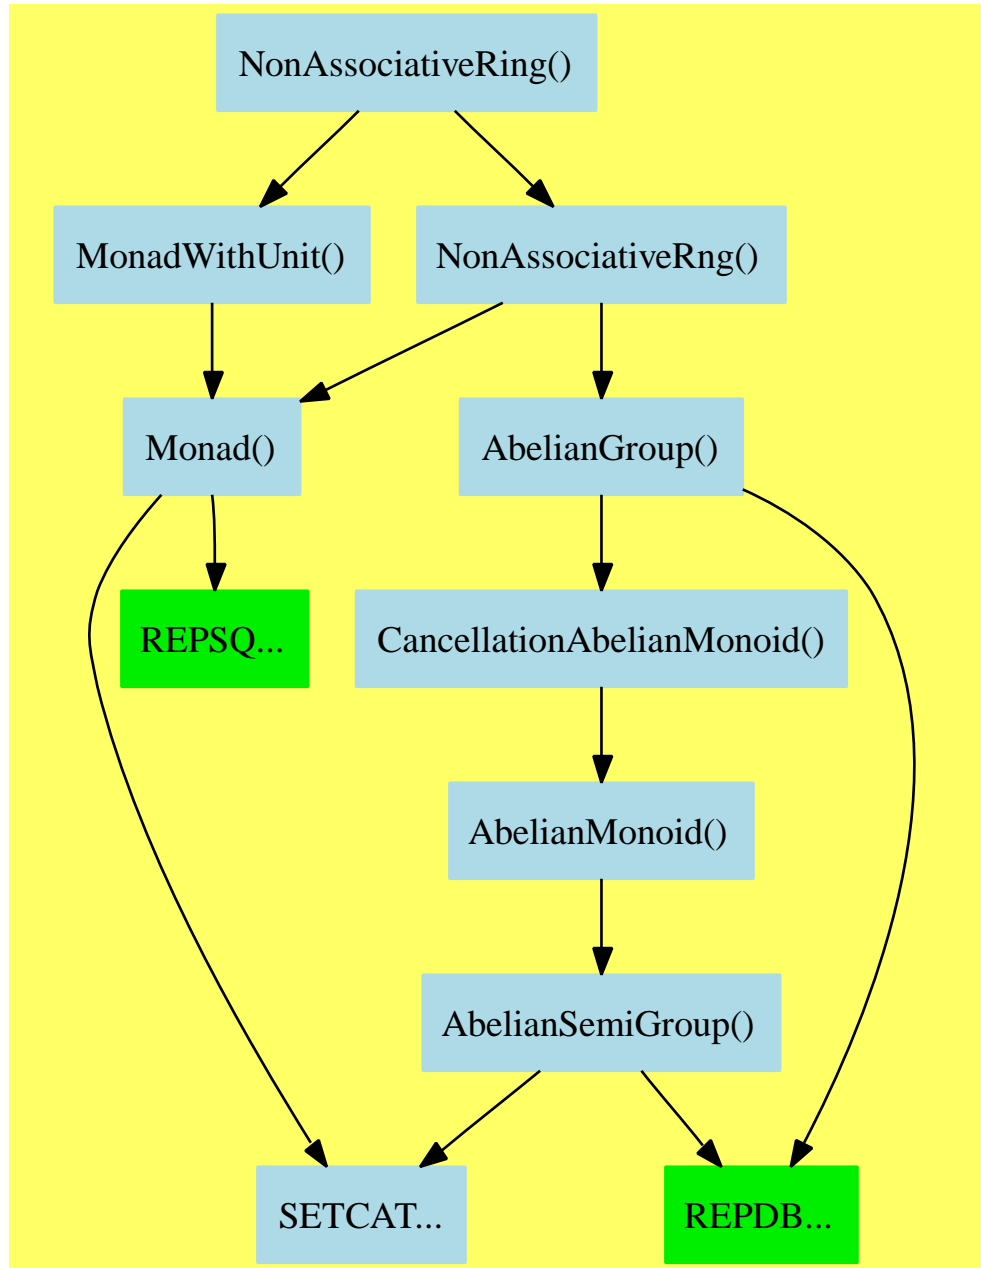 NonAssociativeRing()
MonadWithUnit()
NonAssociativeRng()
Monad()
AbelianGroup()
REPSQ...
CancellationAbelianMonoid()
AbelianMonoid()
AbelianSemiGroup()
SETCAT...
REPDB...